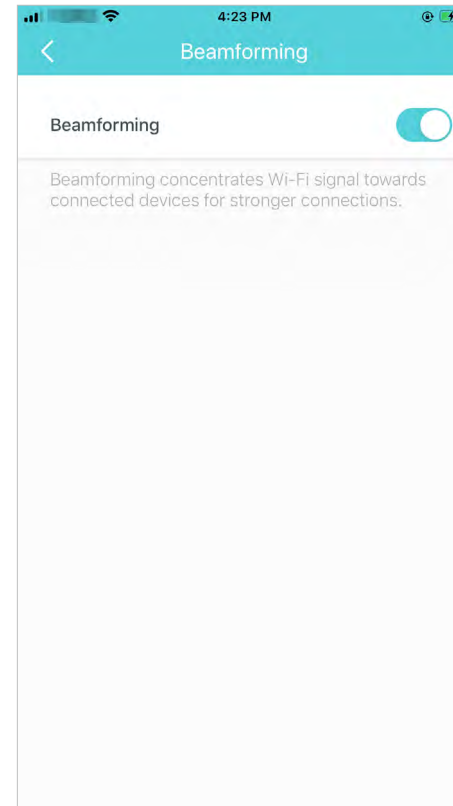 4:23 PM
Beamforming
Beamforming
Beamforming concentrates Wi-Fi signal towards
connected devices for stronger connections.